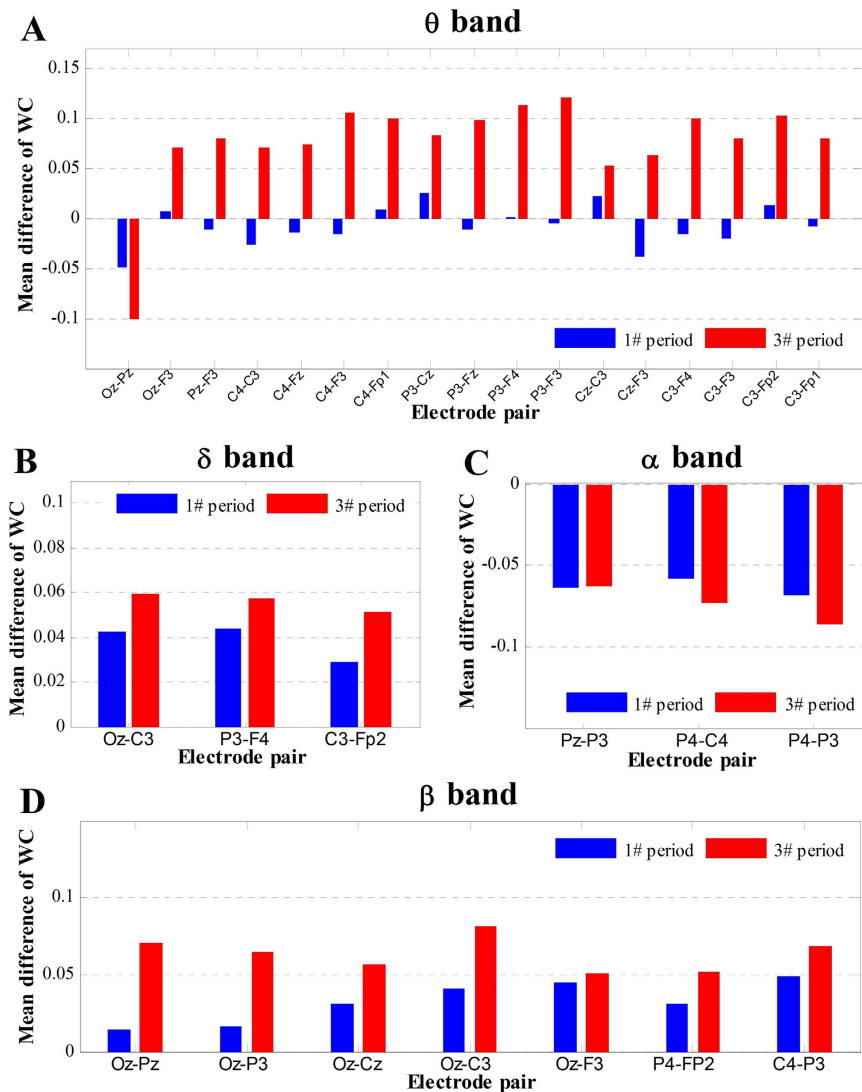 A
θ band
Mean difference of WC
0.15
0.1
0.05
0
-0.05
-0.1
1# period
3# period
Oz-Pz
Oz-F3
Pz-F3
C4-C3
C4-Fz
C4-F3
C4-Fp1
P3-Cz
P3-Fz
P3-F4
P3-F3
Cz-C3
Cz-F3
C3-F4
C3-F3
C3-Fp2
C3-Fp1
Electrode pair
B
δ band
Mean difference of WC
0.1
0.08
0.06
0.04
0.02
0
1# period
3# period
Oz-C3
P3-F4
C3-Fp2
Electrode pair
C
α band
Mean difference of WC
0
-0.05
-0.1
1# period
3# period
Pz-P3
P4-C4
P4-P3
Electrode pair
D
β band
Mean difference of WC
0.1
0.05
0
1# period
3# period
Oz-Pz
Oz-P3
Oz-Cz
Oz-C3
Oz-F3
P4-FP2
C4-P3
Electrode pair